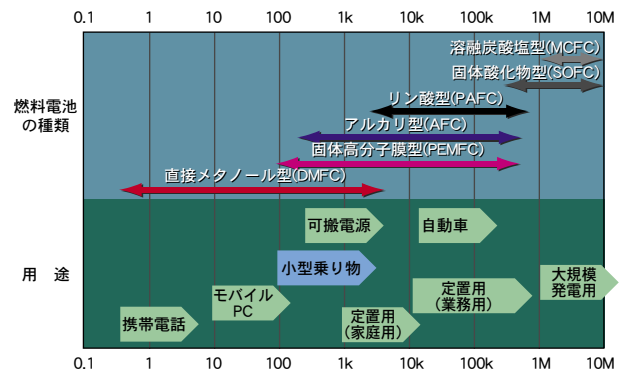 0.1 1 10 100 1k 10k 100k 1M 10M
溶融炭酸塩型(MCFC)
固体酸化物型(SOFC)
燃料電池
の種類
リン酸型(PAFC)
アルカリ型(AFC)
固体高分子膜型(PEMFC)
直接メタノール型(DMFC)
可搬電源
自動車
用 途
小型乗り物
大規模
発電用
定置用
(業務用)
モバイル
PC
携帯電話
定置用
(家庭用)
0.1 1 10 100 1k 10k 100k 1M 10M